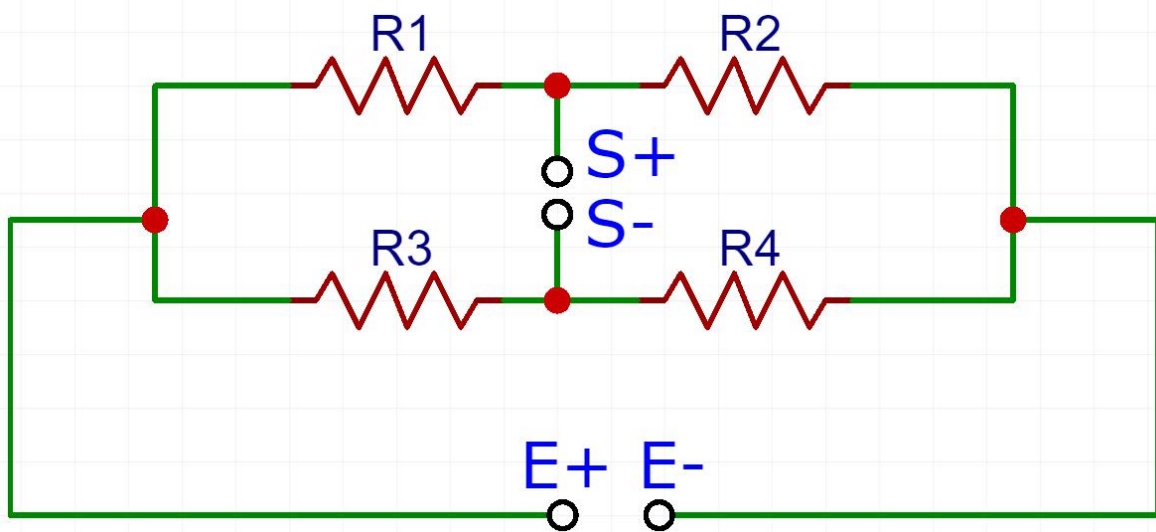 R1 R2
S+
S-
R3 R4
E+ E-